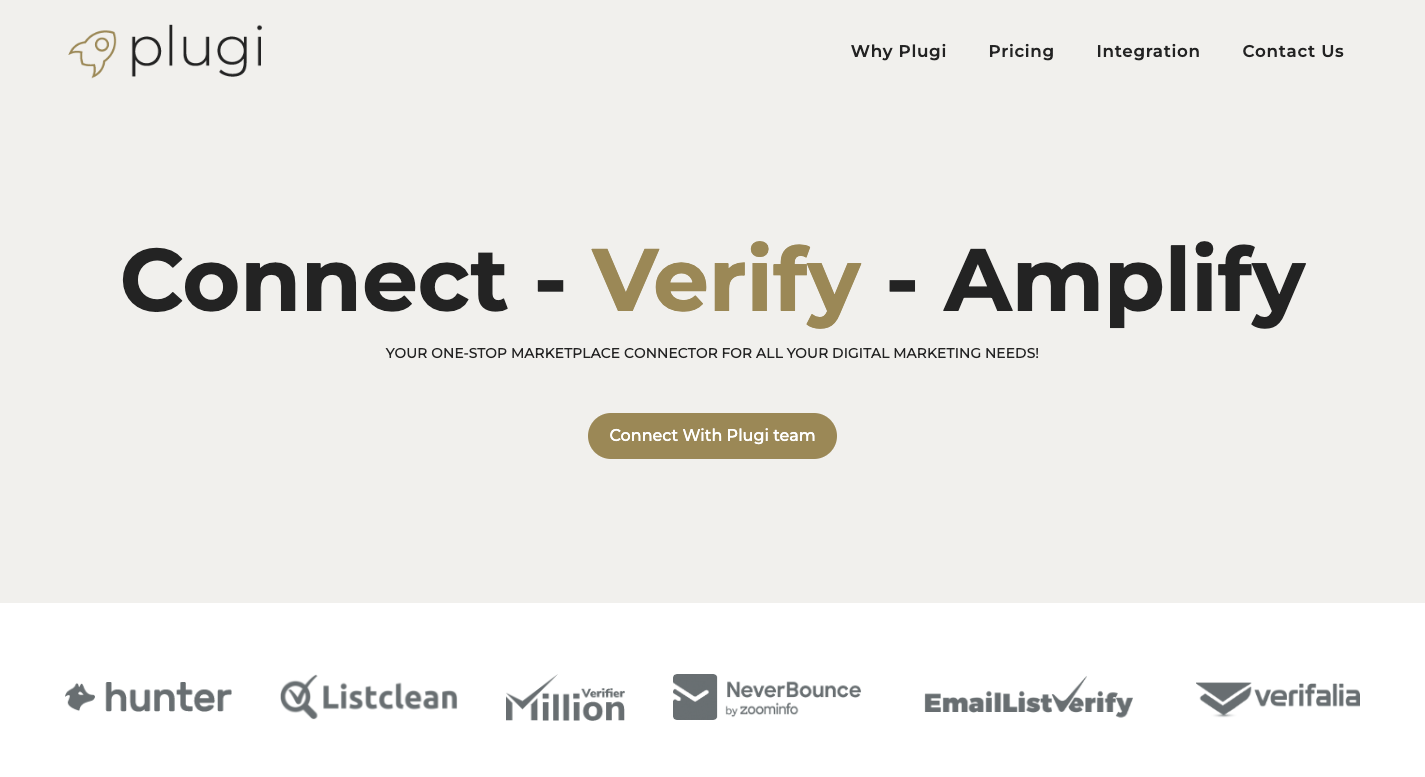 plugi
Why Plugi Pricing Integration Contact Us
Connect - Verify - Amplify
YOUR ONE-STOP MARKETPLACE CONNECTOR FOR ALL YOUR DIGITAL MARKETING NEEDS!
Connect With Plugi team
hunter
Listclean
Million Verifier
NeverBounce
by zoominfo
EmailListVerify
verifalia